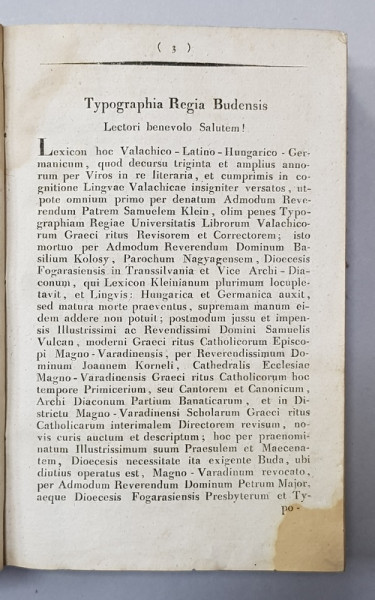 ( 3 )
Typographia Regia Budensis
Lectori benevolo Salutem!
Lexicon hoc Valachico - Latino - Hungarico - Ger-
manicum, quod decursu triginta et amplius anno-
rum per Viros in re literaria, et cumprimis in co-
gnitione Lingvae Valachicae insigniter versatos, ut-
pote omnium primo per denatum Admodum Reve-
rendum Patrem Samuelem Klein, olim penes Typo-
graphiam Regiae Universitatis Librorum Valachico-
rum Graeci ritus Revisorem et Correctorem; isto
mortuo per Admodum Reverendum Dominum Ba-
silium Kolosy, Parochum Nagyagensem, Dioecesis
Fogarasiensis in Transsilvania et Vice Archi - Dia-
conum, qui Lexicon Kleinianum plurimum locuple-
tavit, et Lingvis: Hungarica et Germanica auxit,
sed matura morte praeventus, supremam manum ei-
dem addere non potuit; postmodum jussu et impen-
sis Illustrissimi ac Revendissimi Domini Samuelis
Vulcan, moderni Graeci ritus Catholicorum Episco-
pi Magno - Varadinensis, per Reverendissimum Do-
minum Joannem Korneli, Cathedralis Ecclesiae
Magno - Varadinensis Graeci ritus Catholicorum hoc
tempore Primicerium, seu Cantorem et Canonicum,
Archi Diaconum Partium Banaticarum, et in Di-
strictu Magno - Varadinensi Scholarum Graeci ritus
Catholicarum interimalem Directorem revisum, no-
vis curis auctum et descriptum; hoc per praenomi-
natum Illustrissimum suum Praesulem et Maecena-
tem, Dioecesis necessitate ita exigente Buda, ubi
diutius operatus est, Magno - Varadinum revocato,
per Admodum Reverendum Dominum Petrum Major,
aeque Dioecesis Fogarasiensis Presbyterum et Ty-
po -